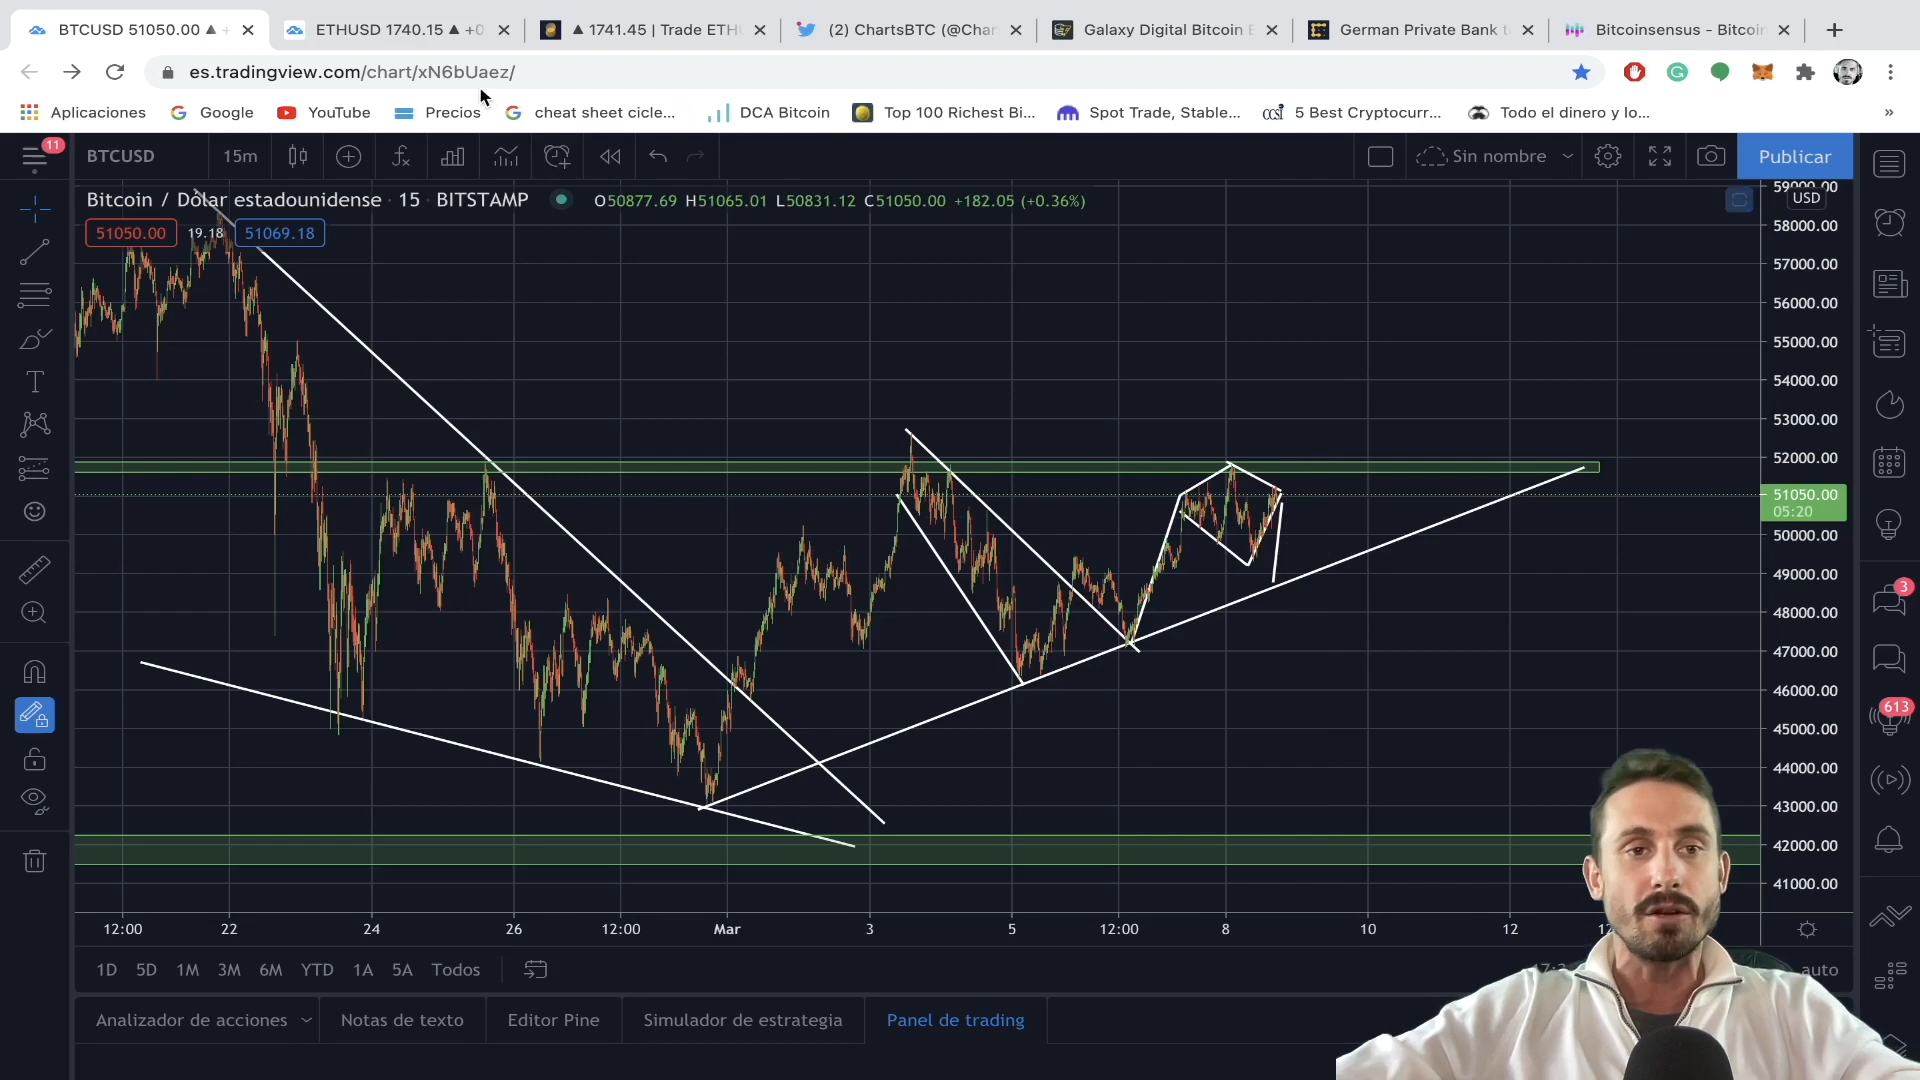 BTCUSD 51050.00 ▲ +
ETHUSD 1740.15 ▲ +0
▲ 1741.45 | Trade ETH
(2) ChartsBTC (@Char
Galaxy Digital Bitcoin E
German Private Bank t
Bitcoinsensus - Bitcoi
es.tradingview.com/chart/xN6bUaez/
Aplicaciones
Google
YouTube
Precios
cheat sheet cicle...
DCA Bitcoin
Top 100 Richest Bi...
Spot Trade, Stable...
5 Best Cryptocurr...
Todo el dinero y lo...
»
11
BTCUSD
15m
Sin nombre
Publicar
Bitcoin / Dólar estadounidense · 15 · BITSTAMP
O50877.69 H51065.01 L50831.12 C51050.00 +182.05 (+0.36%)
51050.00
19.18
51069.18
59000.00
USD
58000.00
57000.00
56000.00
55000.00
54000.00
53000.00
52000.00
51050.00
05:20
50000.00
49000.00
48000.00
47000.00
46000.00
45000.00
44000.00
43000.00
42000.00
41000.00
3
613
12:00
22
24
26
12:00
Mar
3
5
12:00
8
10
12
1D
5D
1M
3M
6M
YTD
1A
5A
Todos
auto
Analizador de acciones
Notas de texto
Editor Pine
Simulador de estrategia
Panel de trading